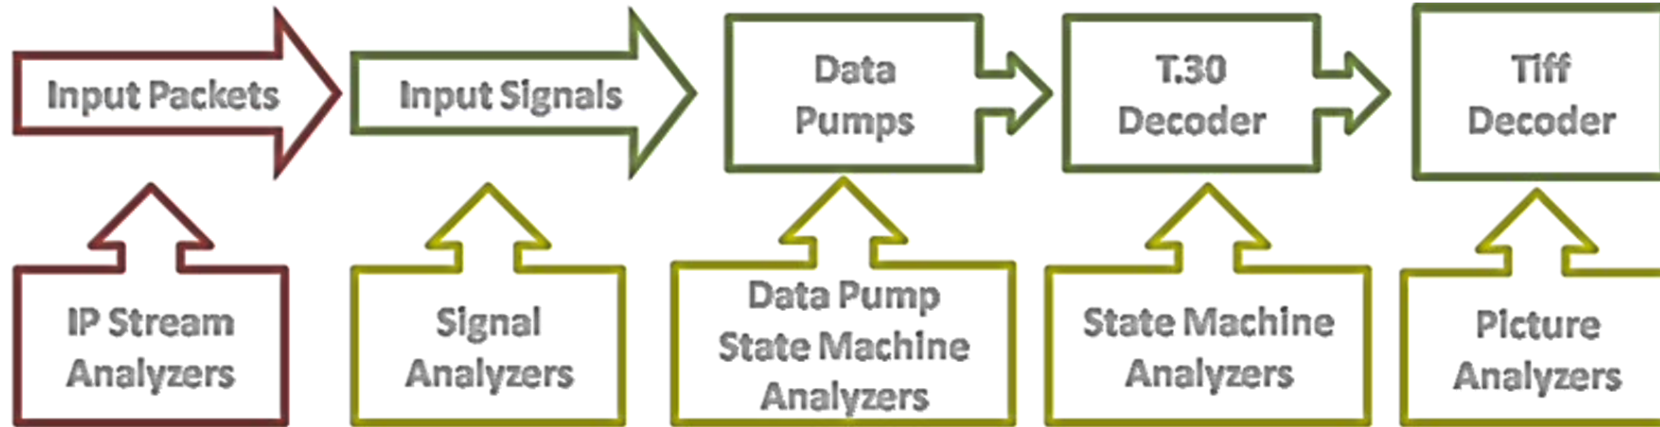 Input Packets
Input Signals
Data
Pumps
T.30
Decoder
Tiff
Decoder
IP Stream
Analyzers
Signal
Analyzers
Data Pump
State Machine
Analyzers
State Machine
Analyzers
Picture
Analyzers